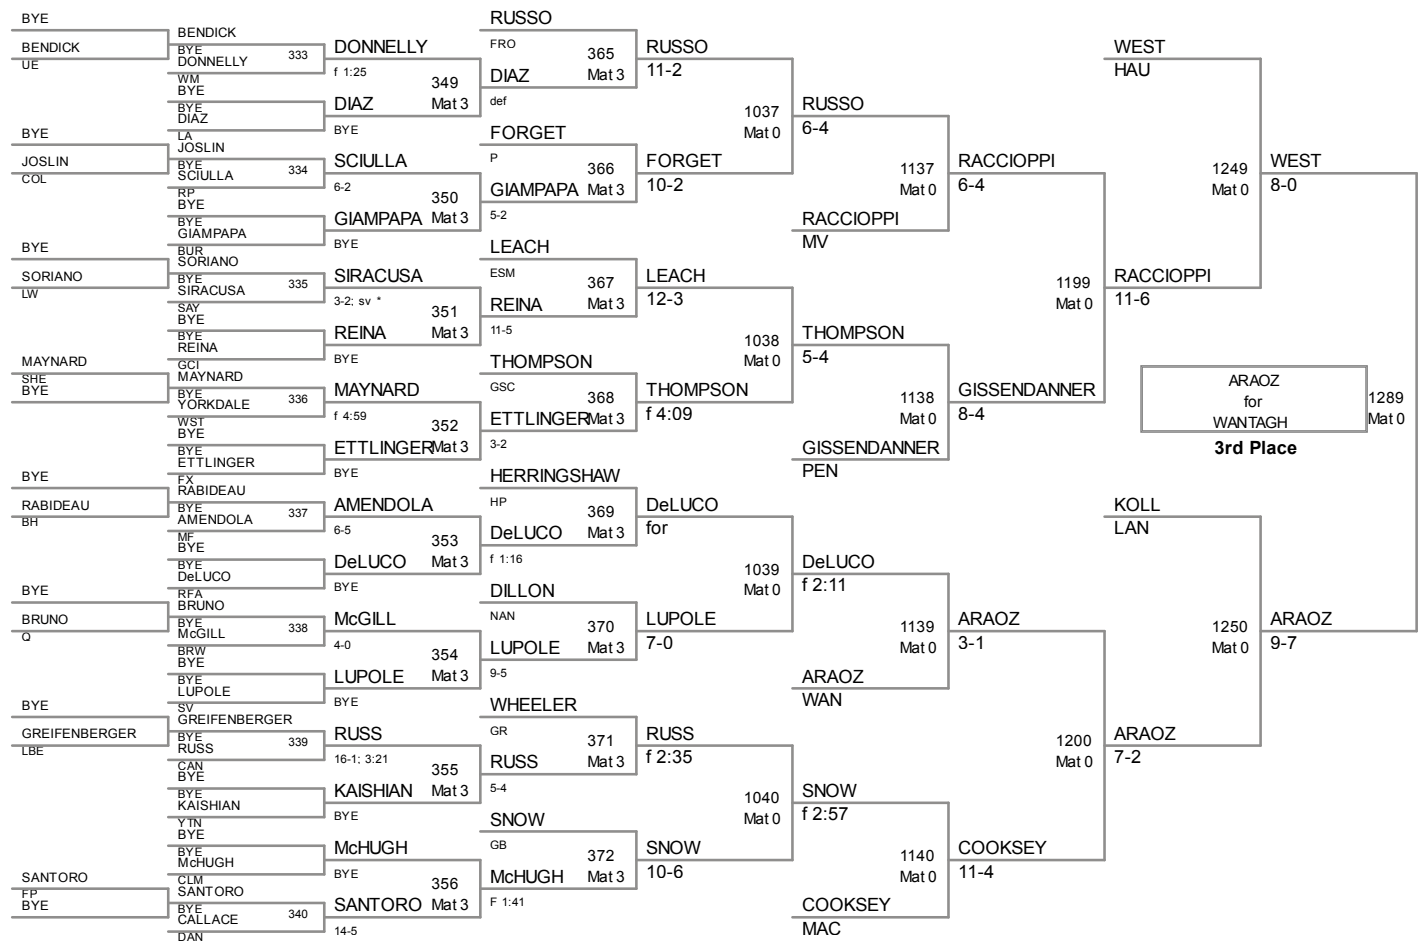 BYE
BENDICK
UE
BYE
JOSLIN
COL
BYE
SORIANO
LW
MAYNARD
SHE
BYE
BYE
RABIDEAU
BH
BYE
BRUNO
Q
BYE
GREIFENBERGER
LBE
SANTORO
FP
BYE
BENDICK
BYE
DONNELLY
333
WM
BYE
BYE
DIAZ
LA
JOSLIN
BYE
SCIULLA
334
RP
BYE
BYE
GIAMPAPA
BUR
SORIANO
BYE
SIRACUSA
335
SAY
BYE
BYE
REINA
GCI
MAYNARD
BYE
YORKDALE
336
WST
BYE
BYE
ETTLINGER
FX
RABIDEAU
BYE
AMENDOLA
337
MF
BYE
BYE
DeLUCO
RFA
BRUNO
BYE
McGILL
338
BRW
BYE
BYE
LUPOLE
SV
GREIFENBERGER
BYE
RUSS
339
CAN
BYE
BYE
KAISHIAN
YTN
BYE
BYE
McHUGH
CLM
SANTORO
BYE
CALLACE
340
DAN
DONNELLY
f 1:25
349
Mat 3
DIAZ
BYE
SCIULLA
6-2
350
Mat 3
GIAMPAPA
BYE
SIRACUSA
3-2; sv *
351
Mat 3
REINA
BYE
MAYNARD
f 4:59
352
Mat 3
ETTLINGER
BYE
AMENDOLA
6-5
353
Mat 3
DeLUCO
BYE
McGILL
4-0
354
Mat 3
LUPOLE
BYE
RUSS
16-1; 3:21
355
Mat 3
KAISHIAN
BYE
McHUGH
BYE
356
Mat 3
SANTORO
14-5
RUSSO
FRO
365
Mat 3
DIAZ
def
FORGET
P
366
Mat 3
GIAMPAPA
5-2
LEACH
ESM
367
Mat 3
REINA
11-5
THOMPSON
GSC
368
Mat 3
ETTLINGER
3-2
HERRINGSHAW
HP
369
Mat 3
DeLUCO
f 1:16
DILLON
NAN
370
Mat 3
LUPOLE
9-5
WHEELER
GR
371
Mat 3
RUSS
5-4
SNOW
GB
372
Mat 3
McHUGH
F 1:41
RUSSO
11-2
1037
Mat 0
FORGET
10-2
LEACH
12-3
1038
Mat 0
THOMPSON
f 4:09
DeLUCO
for
1039
Mat 0
LUPOLE
7-0
RUSS
f 2:35
1040
Mat 0
SNOW
10-6
RUSSO
6-4
1137
Mat 0
RACCIOPPI
MV
THOMPSON
5-4
1138
Mat 0
GISSENDANNER
PEN
DeLUCO
f 2:11
1139
Mat 0
ARAOZ
WAN
SNOW
f 2:57
1140
Mat 0
COOKSEY
MAC
RACCIOPPI
6-4
1199
Mat 0
GISSENDANNER
8-4
ARAOZ
3-1
1200
Mat 0
COOKSEY
11-4
WEST
HAU
1249
Mat 0
RACCIOPPI
11-6
KOLL
LAN
1250
Mat 0
ARAOZ
7-2
WEST
8-0
ARAOZ
for
WANTAGH
3rd Place
1289
Mat 0
ARAOZ
9-7